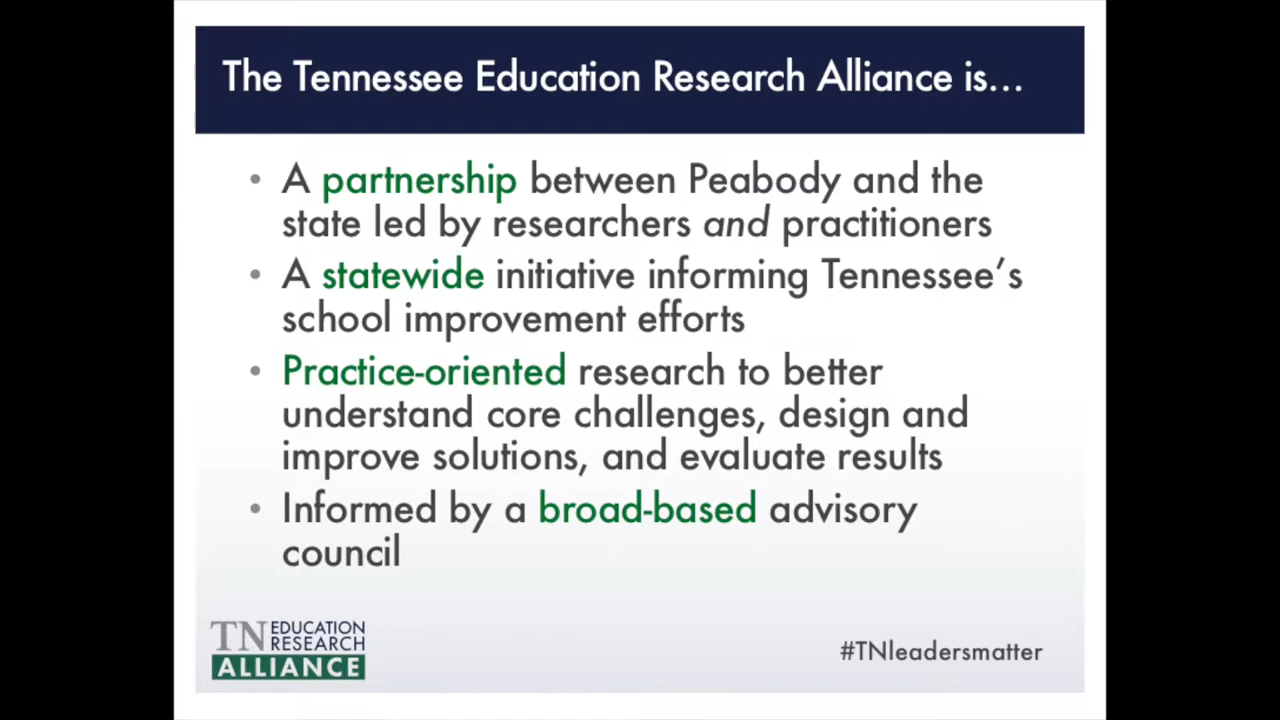 The Tennessee Education Research Alliance is...
• A partnership between Peabody and the
state led by researchers and practitioners
• A statewide initiative informing Tennessee's
school improvement efforts
• Practice-oriented research to better
understand core challenges, design and
improve solutions, and evaluate results
• Informed by a broad-based advisory
council
TN EDUCATION
RESEARCH
ALLIANCE
#TNleadersmatter